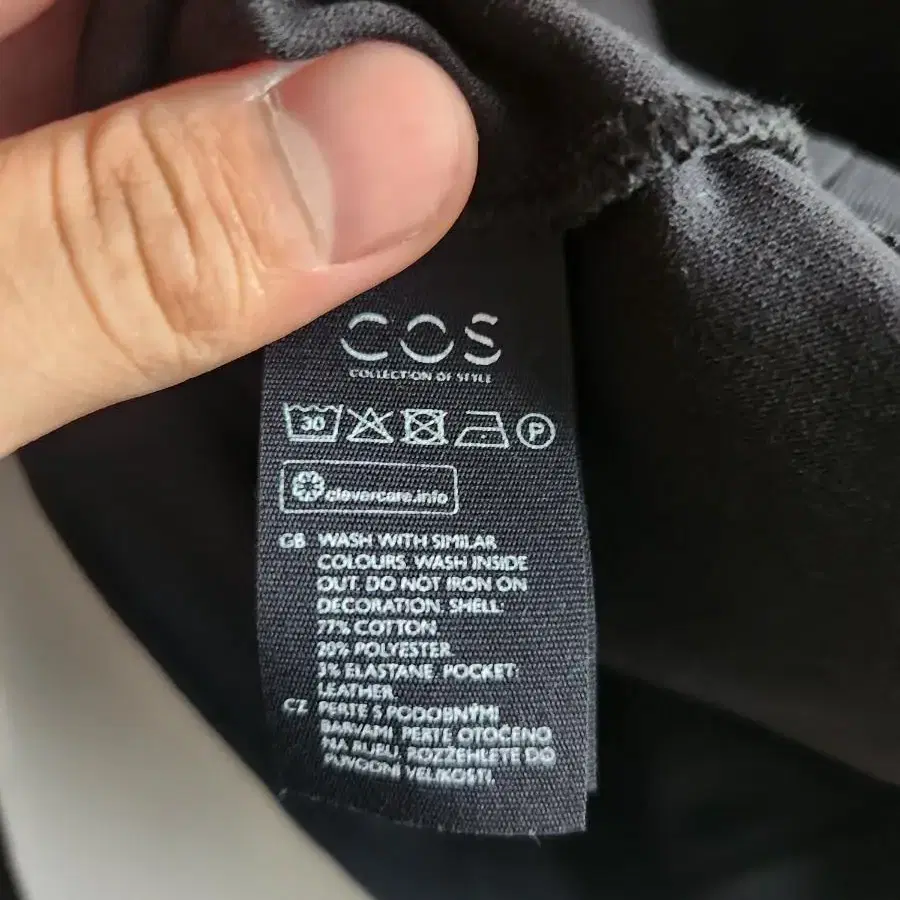 COS
COLLECTION OF STYLE
30 P
clevercare.info
GB WASH WITH SIMILAR
COLOURS. WASH INSIDE
OUT. DO NOT IRON ON
DECORATION. SHELL:
77% COTTON
20% POLYESTER
3% ELASTANE. POCKET:
LEATHER
CZ PERTE S PODOBNÝMI
BARVAMI. PERTE OTOČENO
NA RUBU. ROZŽEHLETE DO
PŮVODNÍ VELIKOSTI.